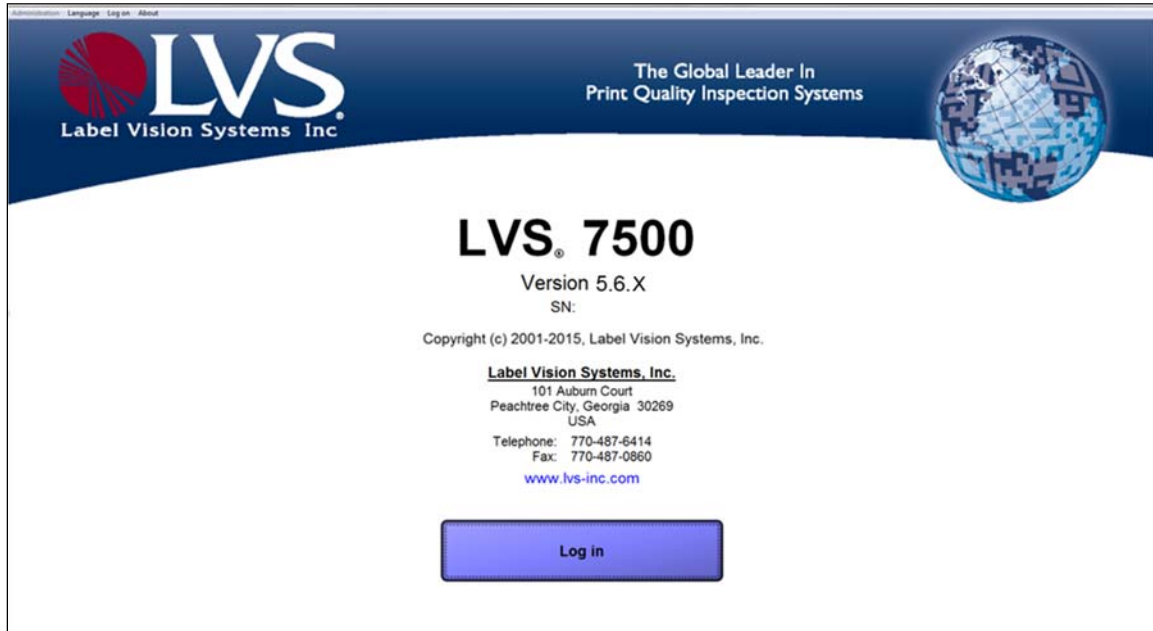 Administration Language Log on About
LVS®
Label Vision Systems Inc
The Global Leader In
Print Quality Inspection Systems
LVS® 7500
Version 5.6.X
SN:
Copyright (c) 2001-2015, Label Vision Systems, Inc.
Label Vision Systems, Inc.
101 Auburn Court
Peachtree City, Georgia 30269
USA
Telephone: 770-487-6414
Fax: 770-487-0860
www.lvs-inc.com
Log in